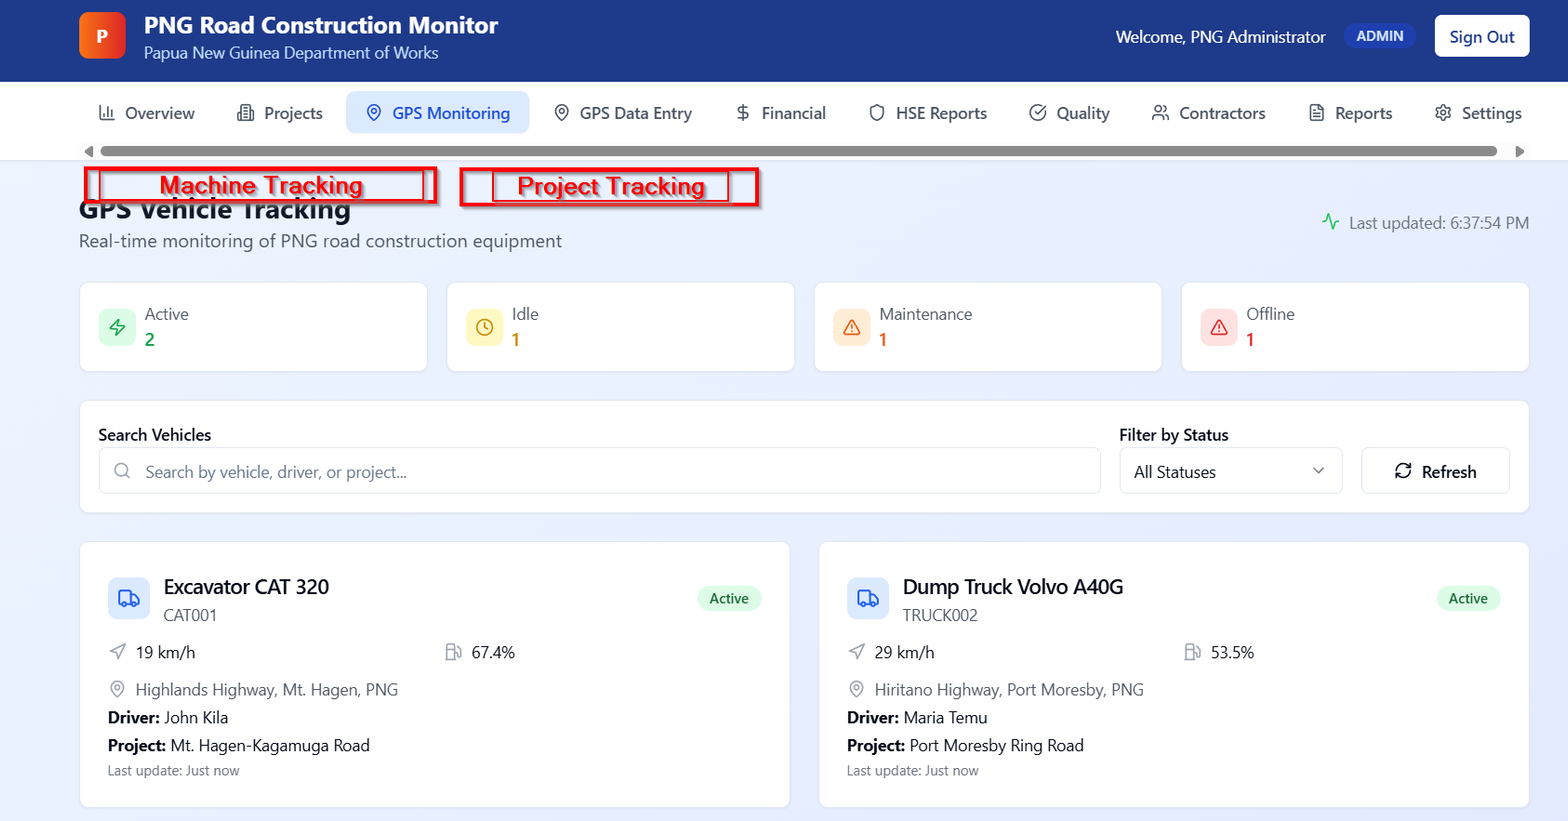 P
PNG Road Construction Monitor
Papua New Guinea Department of Works
Welcome, PNG Administrator
ADMIN
Sign Out
Overview
Projects
GPS Monitoring
GPS Data Entry
Financial
HSE Reports
Quality
Contractors
Reports
Settings
Machine Tracking
Project Tracking
GPS Vehicle Tracking
Real-time monitoring of PNG road construction equipment
Last updated: 6:37:54 PM
Active
2
Idle
1
Maintenance
1
Offline
1
Search Vehicles
Search by vehicle, driver, or project...
Filter by Status
All Statuses
Refresh
Excavator CAT 320
CAT001
Active
19 km/h
67.4%
Highlands Highway, Mt. Hagen, PNG
Driver: John Kila
Project: Mt. Hagen-Kagamuga Road
Last update: Just now
Dump Truck Volvo A40G
TRUCK002
Active
29 km/h
53.5%
Hiritano Highway, Port Moresby, PNG
Driver: Maria Temu
Project: Port Moresby Ring Road
Last update: Just now